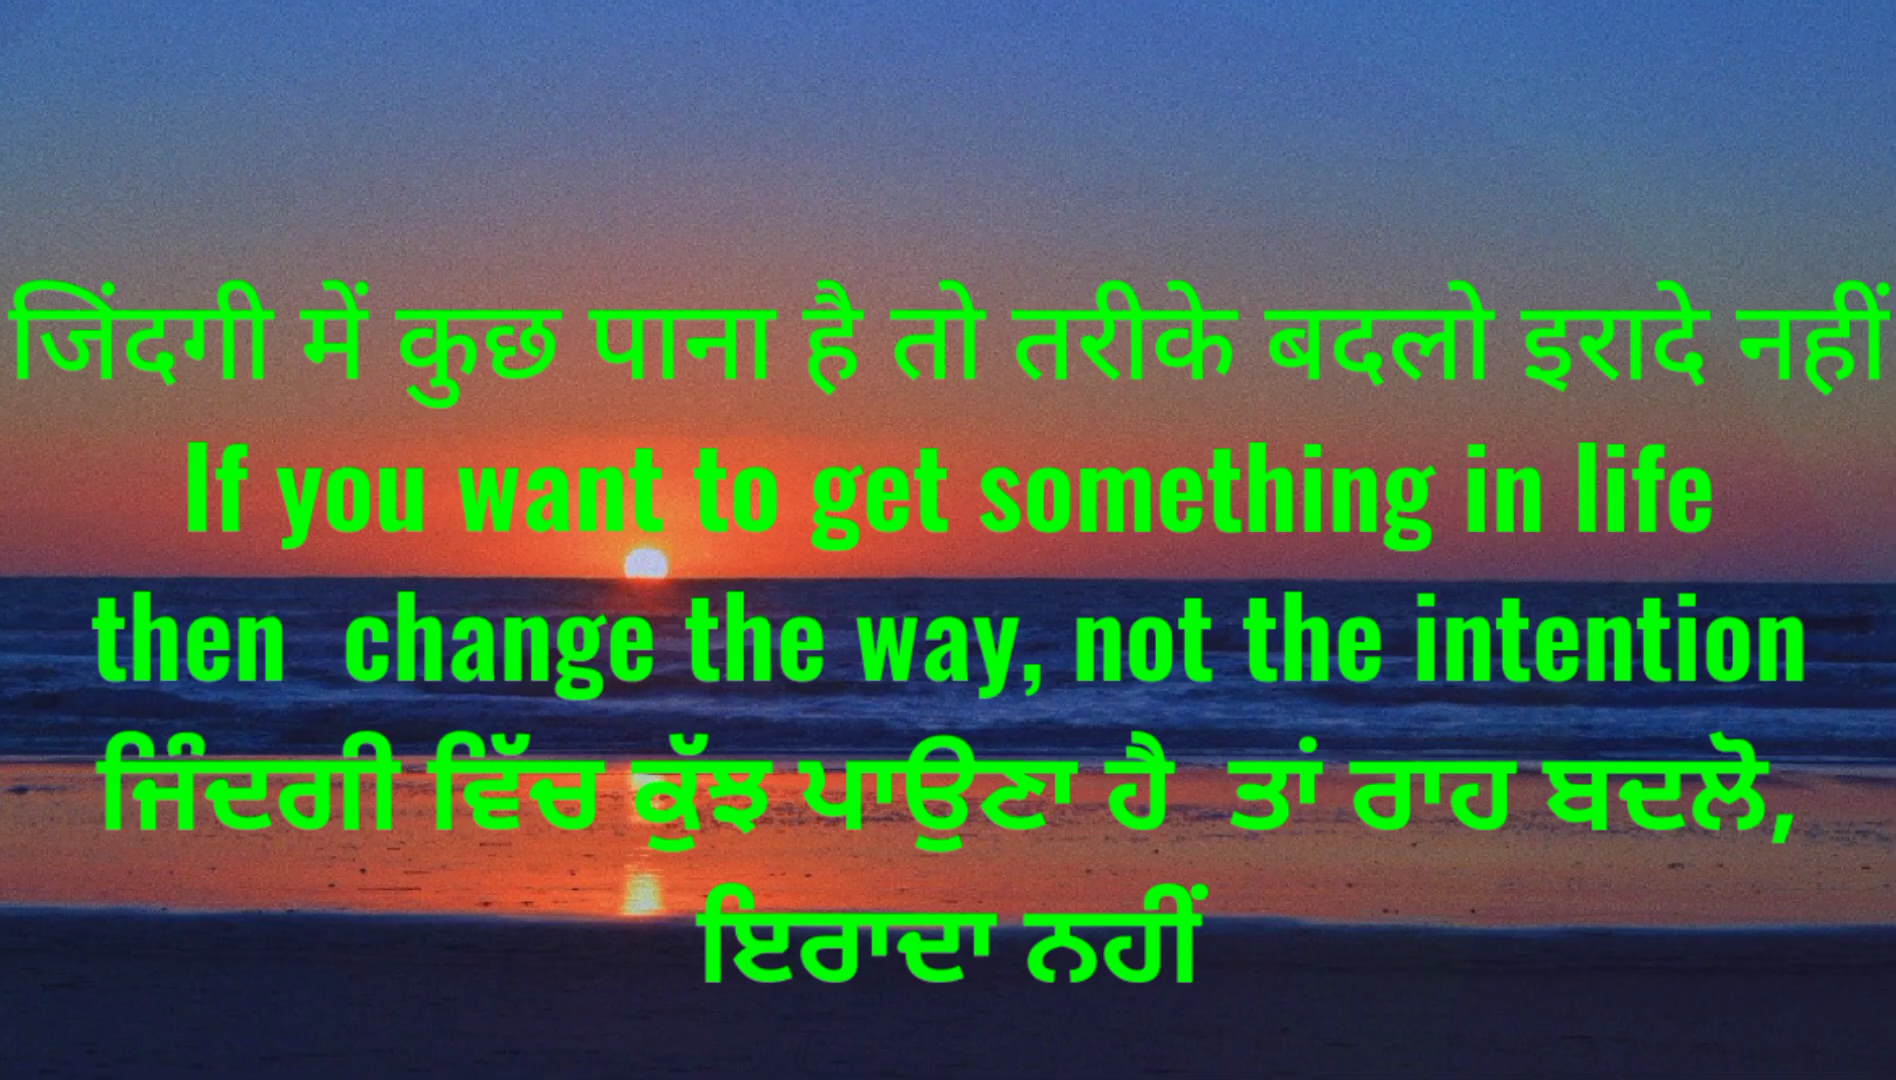 जिंदगी में कुछ पाना है तो तरीके बदलो इरादे नहीं
If you want to get something in life
then  change the way, not the intention
ਜਿੰਦਗੀ ਵਿੱਚ ਕੁੱਝ ਪਾਉਣਾ ਹੈ  ਤਾਂ ਰਾਹ ਬਦਲੋ,
ਇਰਾਦਾ ਨਹੀਂ